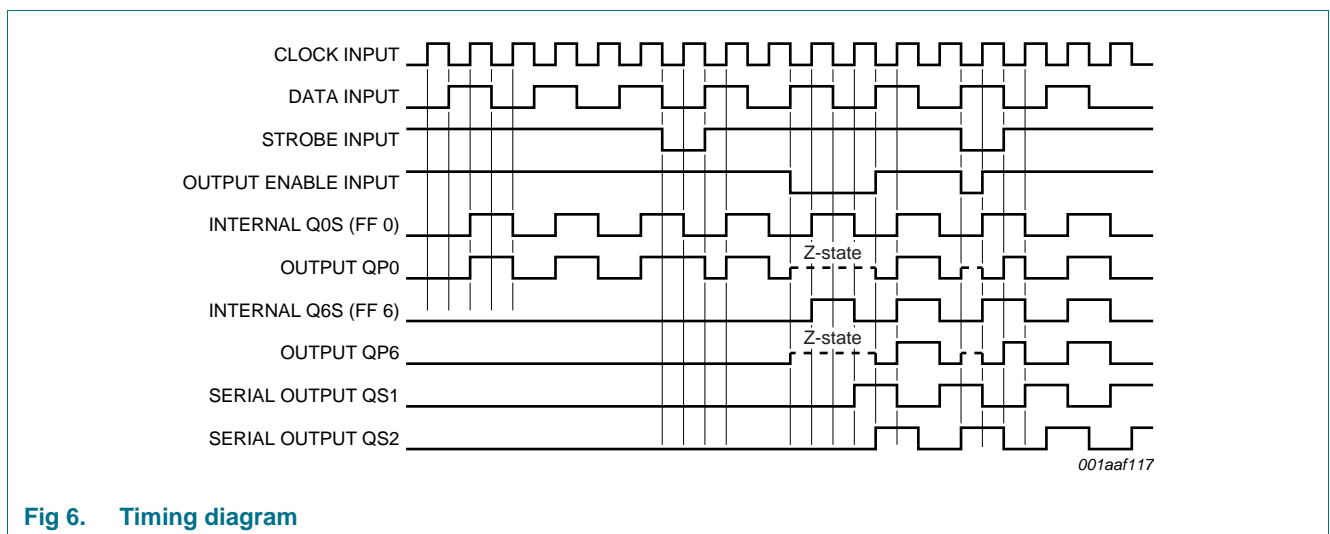 CLOCK INPUT
DATA INPUT
STROBE INPUT
OUTPUT ENABLE INPUT
INTERNAL Q0S (FF 0)
Z-state
OUTPUT QP0
INTERNAL Q6S (FF 6)
Z-state
OUTPUT QP6
SERIAL OUTPUT QS1
SERIAL OUTPUT QS2
001aaf117
Fig 6. Timing diagram